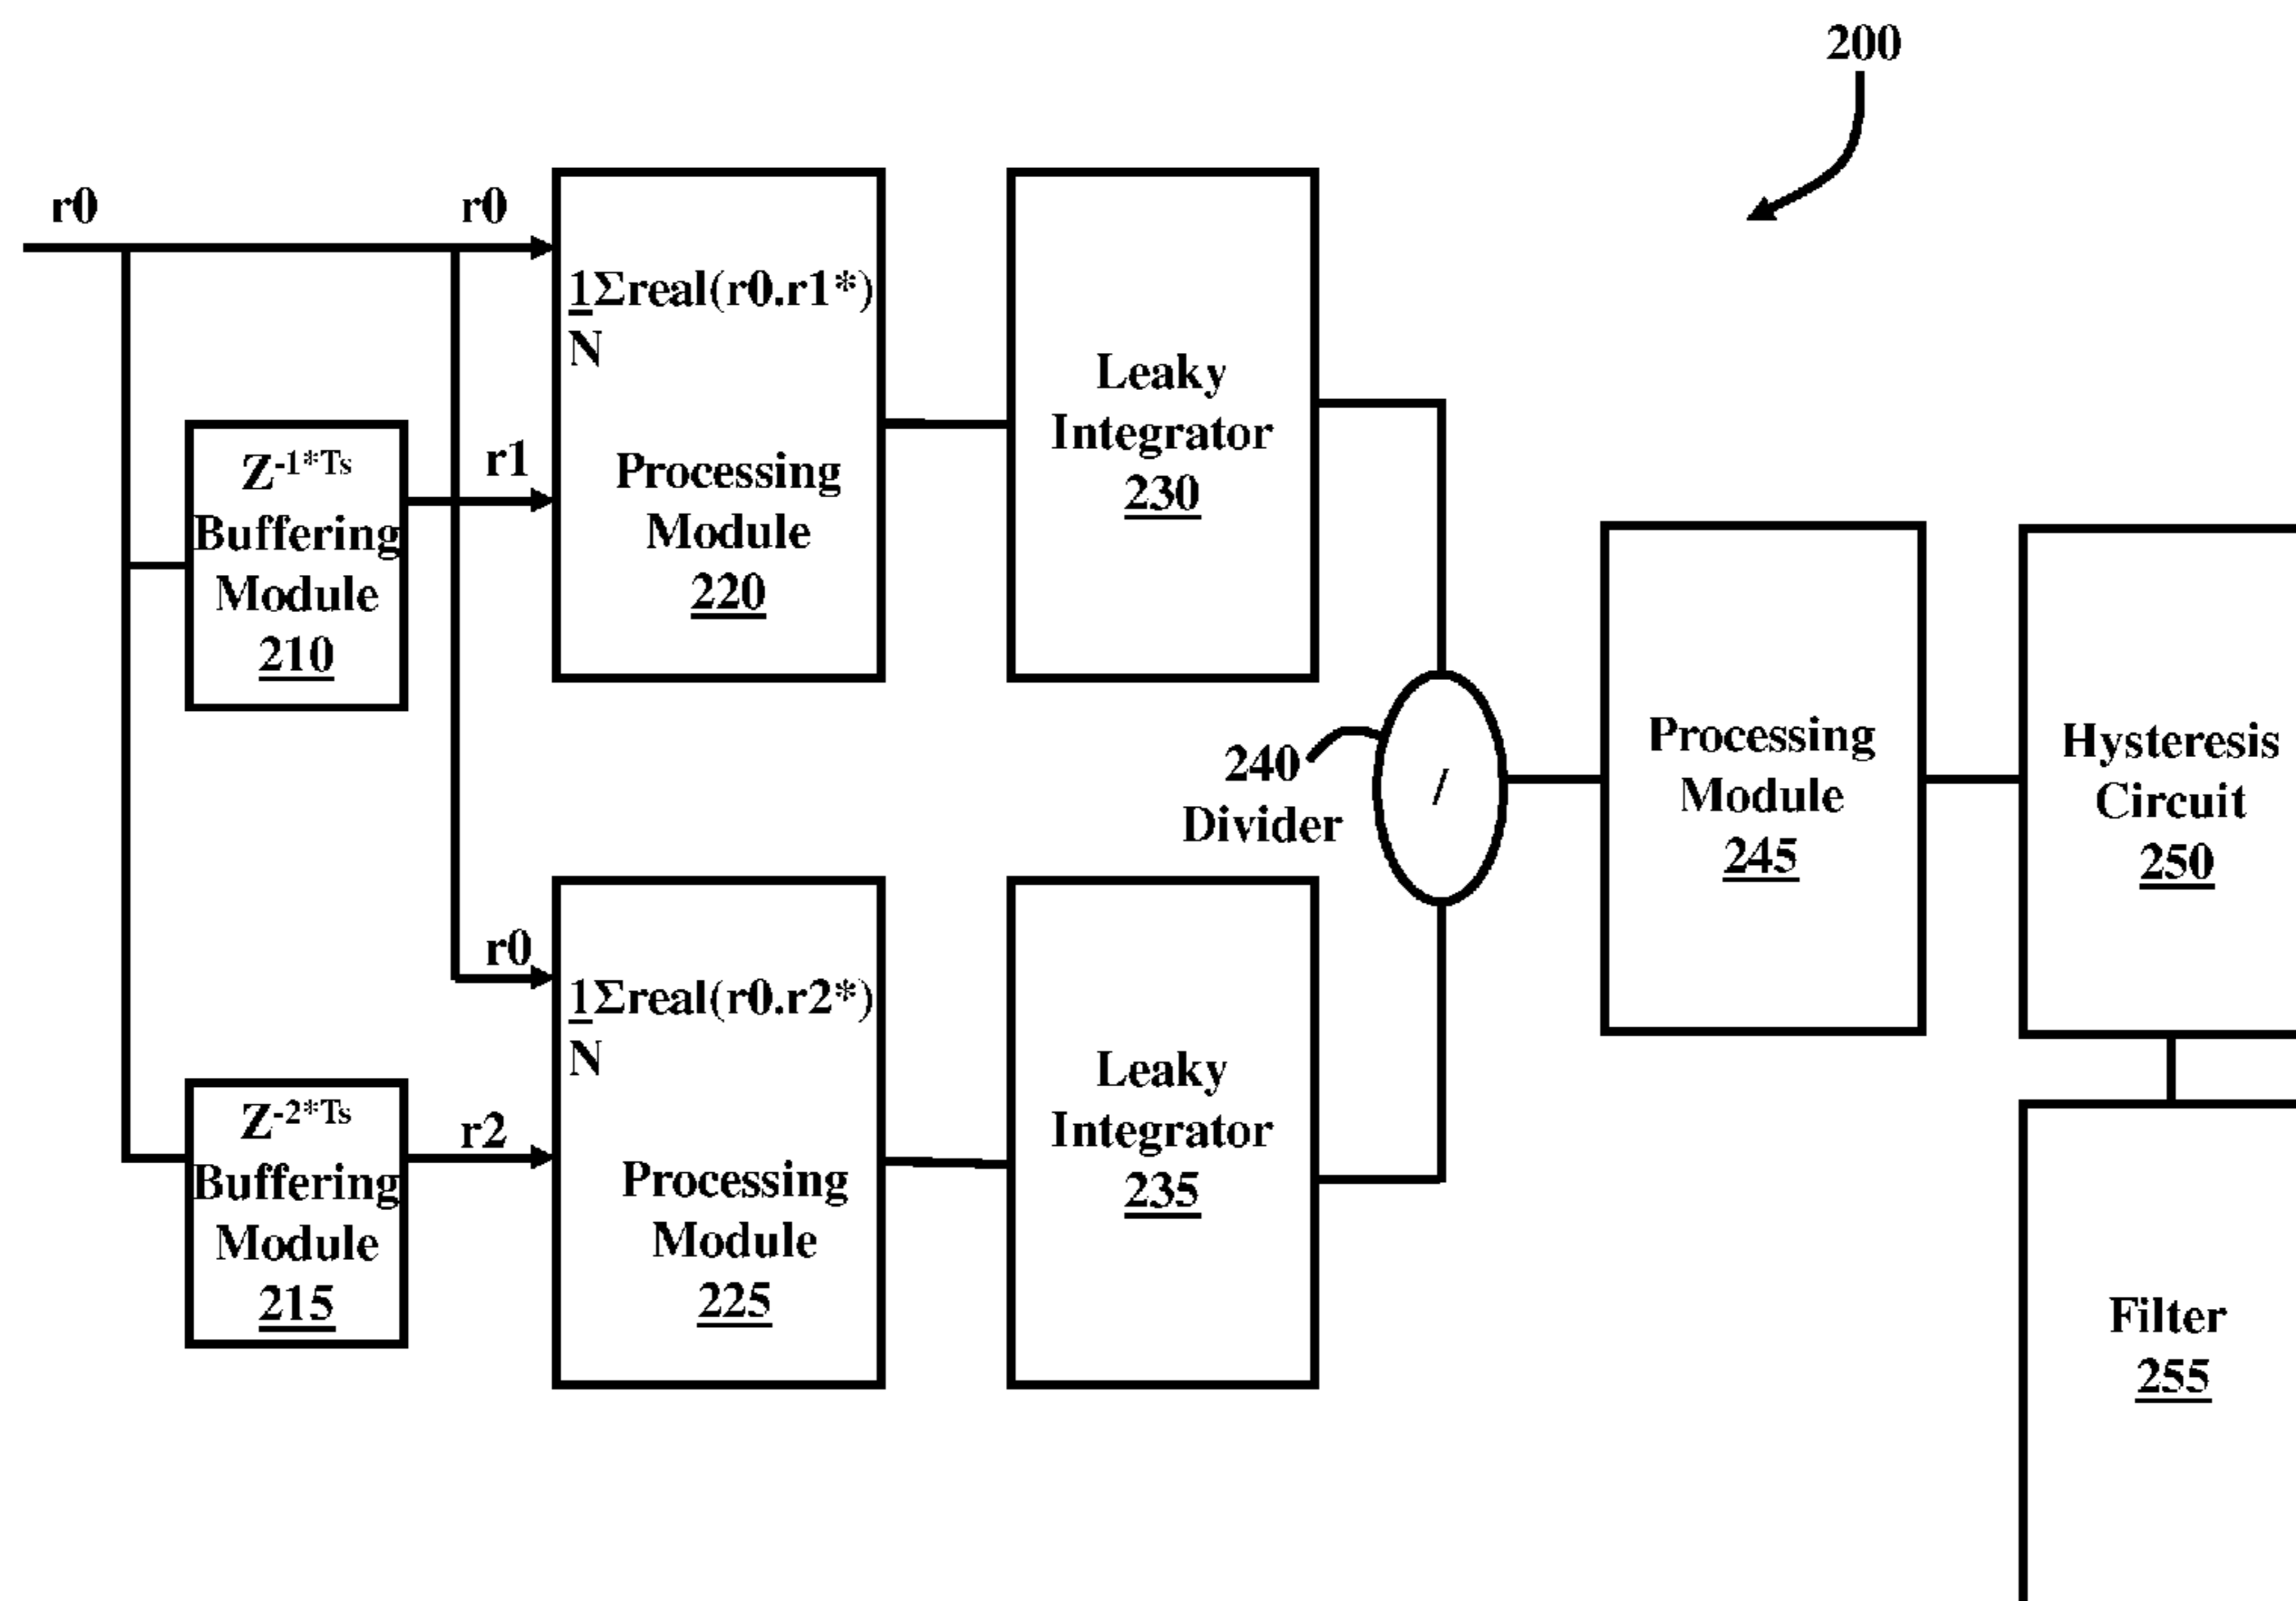 200
r0
r0
1Σreal(r0.r1*)
N
Processing
Module
220
Z-1*Ts
Buffering
Module
210
r1
Leaky
Integrator
230
240
Divider
/
Processing
Module
245
Hysteresis
Circuit
250
r0
1Σreal(r0.r2*)
N
Processing
Module
225
Z-2*Ts
Buffering
Module
215
r2
Leaky
Integrator
235
Filter
255